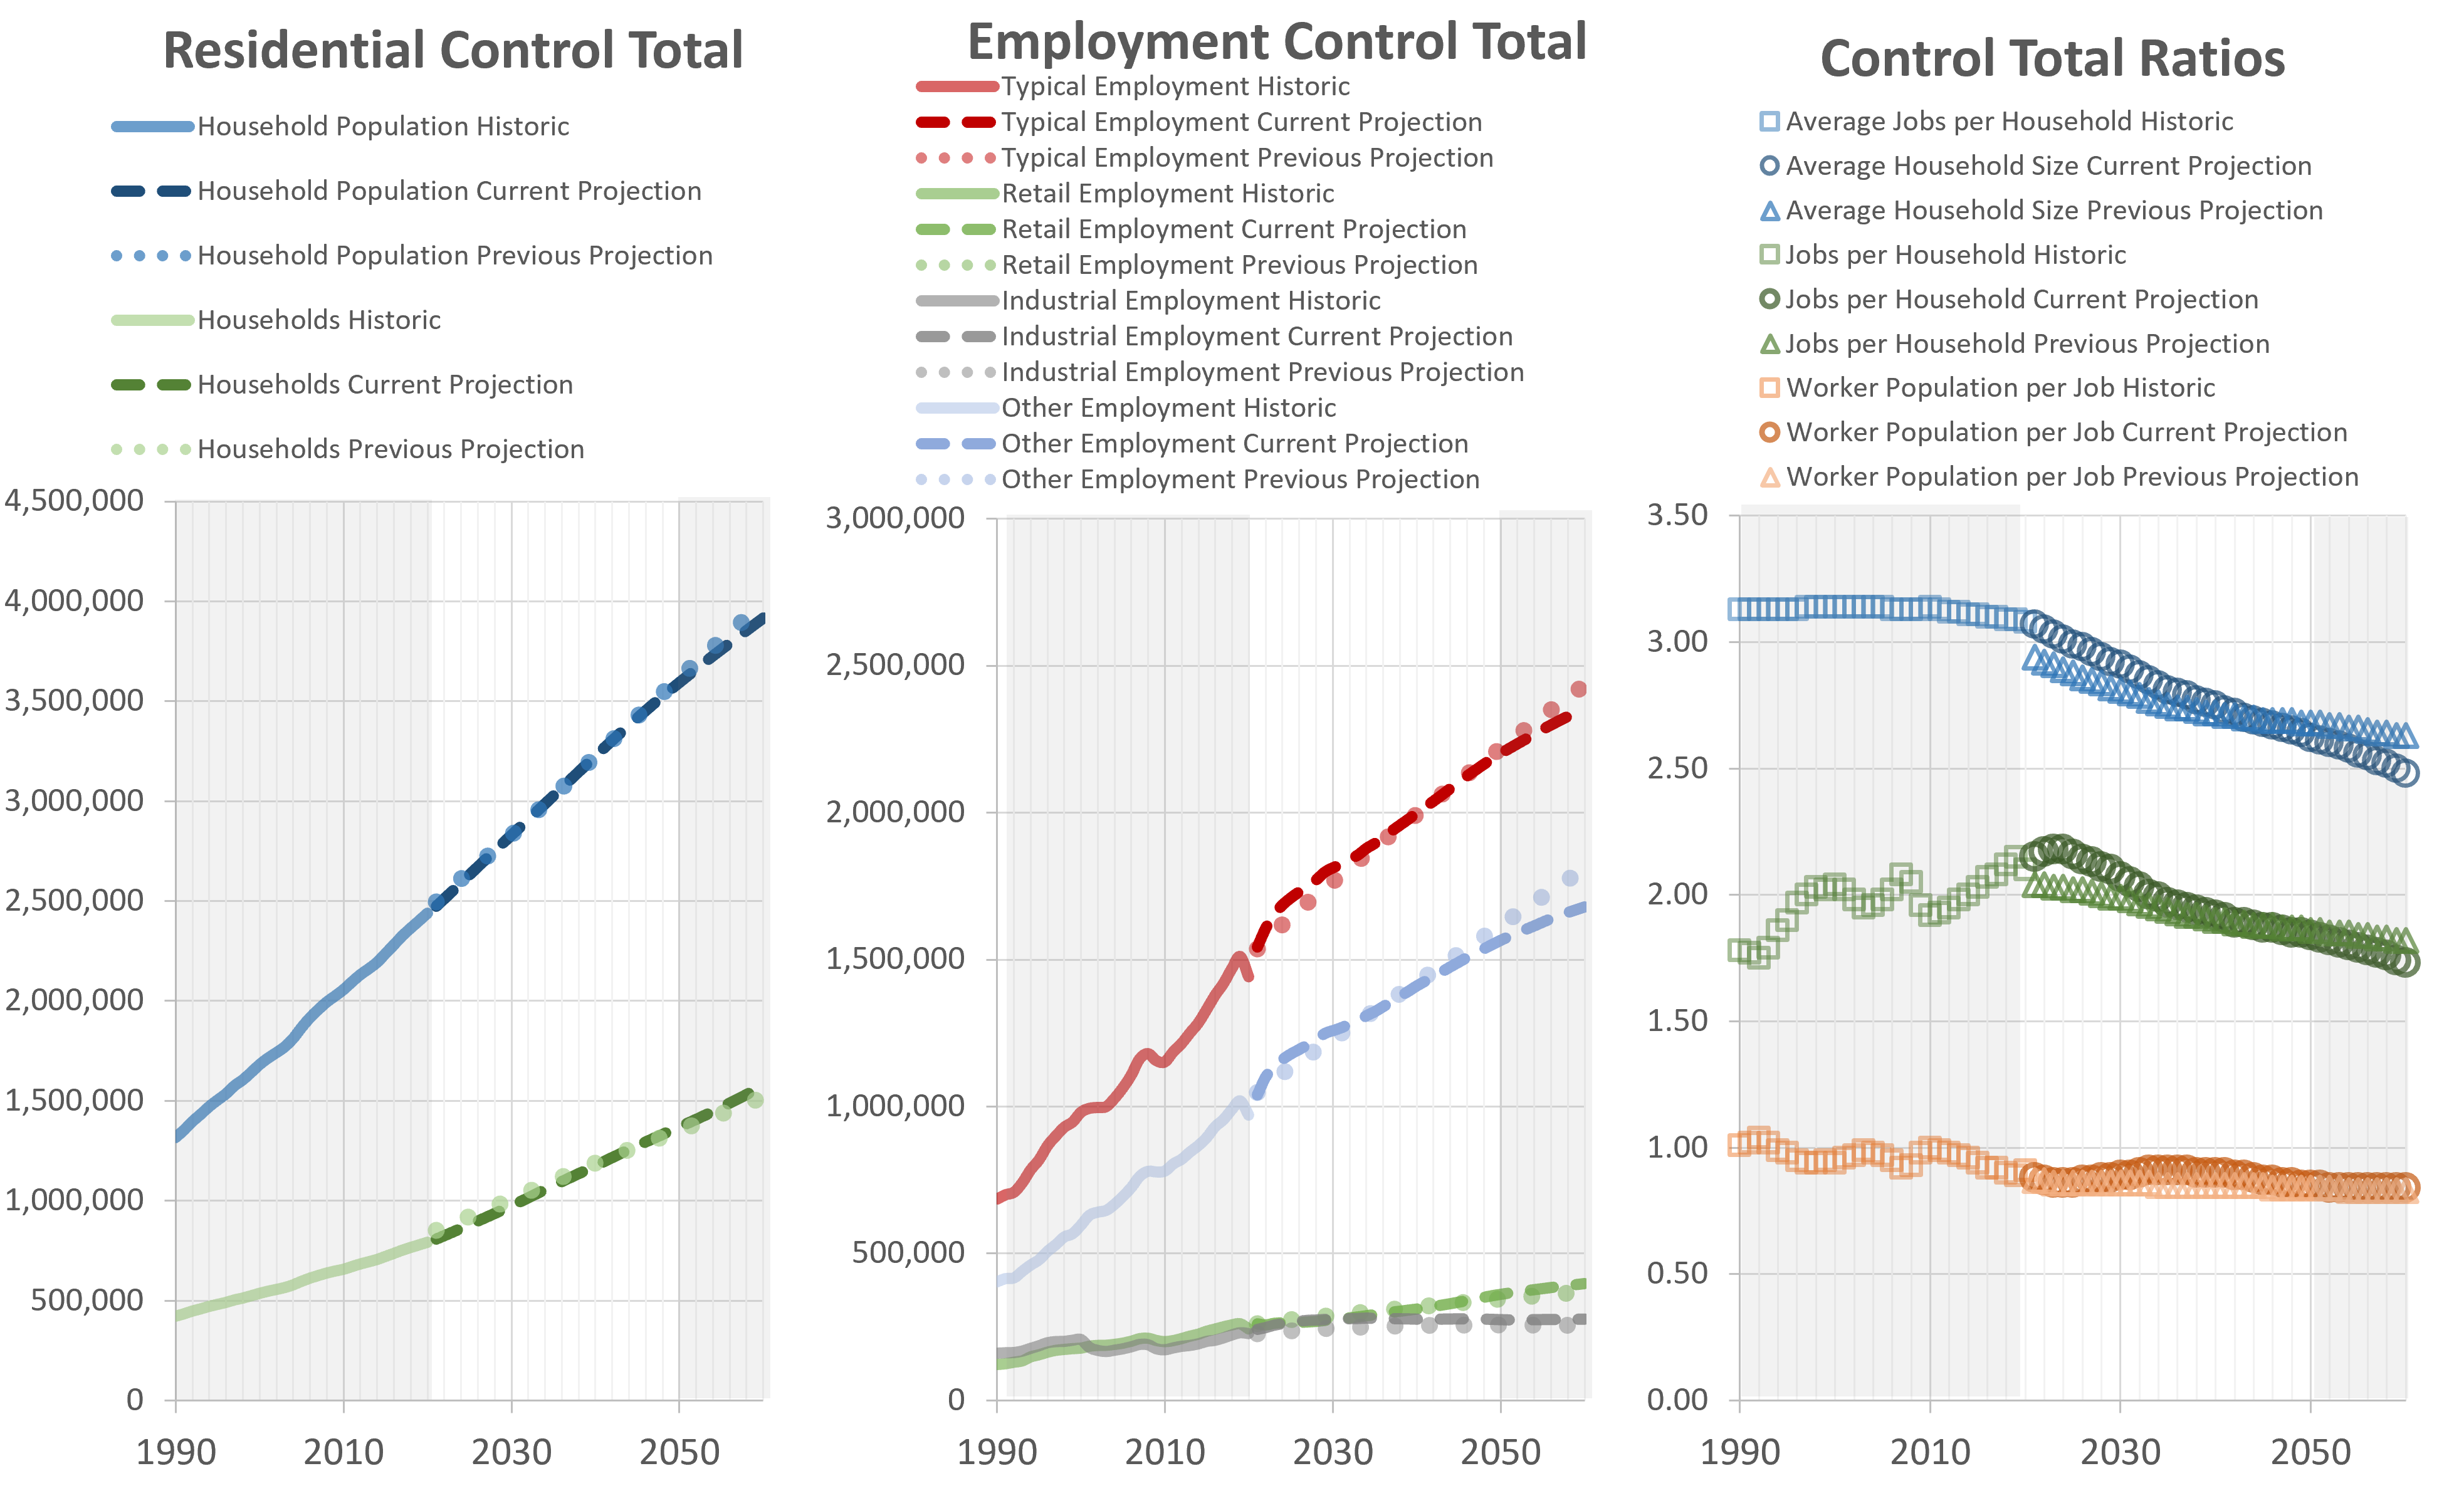 Residential Control Total
Household Population Historic
Household Population Current Projection
Household Population Previous Projection
Households Historic
Households Current Projection
Households Previous Projection
4,500,000
4,000,000
3,500,000
3,000,000
2,500,000
2,000,000
1,500,000
1,000,000
500,000
0
1990 2010 2030 2050
Employment Control Total
Typical Employment Historic
Typical Employment Current Projection
Typical Employment Previous Projection
Retail Employment Historic
Retail Employment Current Projection
Retail Employment Previous Projection
Industrial Employment Historic
Industrial Employment Current Projection
Industrial Employment Previous Projection
Other Employment Historic
Other Employment Current Projection
Other Employment Previous Projection
3,000,000
2,500,000
2,000,000
1,500,000
1,000,000
500,000
0
1990 2010 2030 2050
Control Total Ratios
Average Jobs per Household Historic
Average Household Size Current Projection
Average Household Size Previous Projection
Jobs per Household Historic
Jobs per Household Current Projection
Jobs per Household Previous Projection
Worker Population per Job Historic
Worker Population per Job Current Projection
Worker Population per Job Previous Projection
3.50
3.00
2.50
2.00
1.50
1.00
0.50
0.00
1990 2010 2030 2050